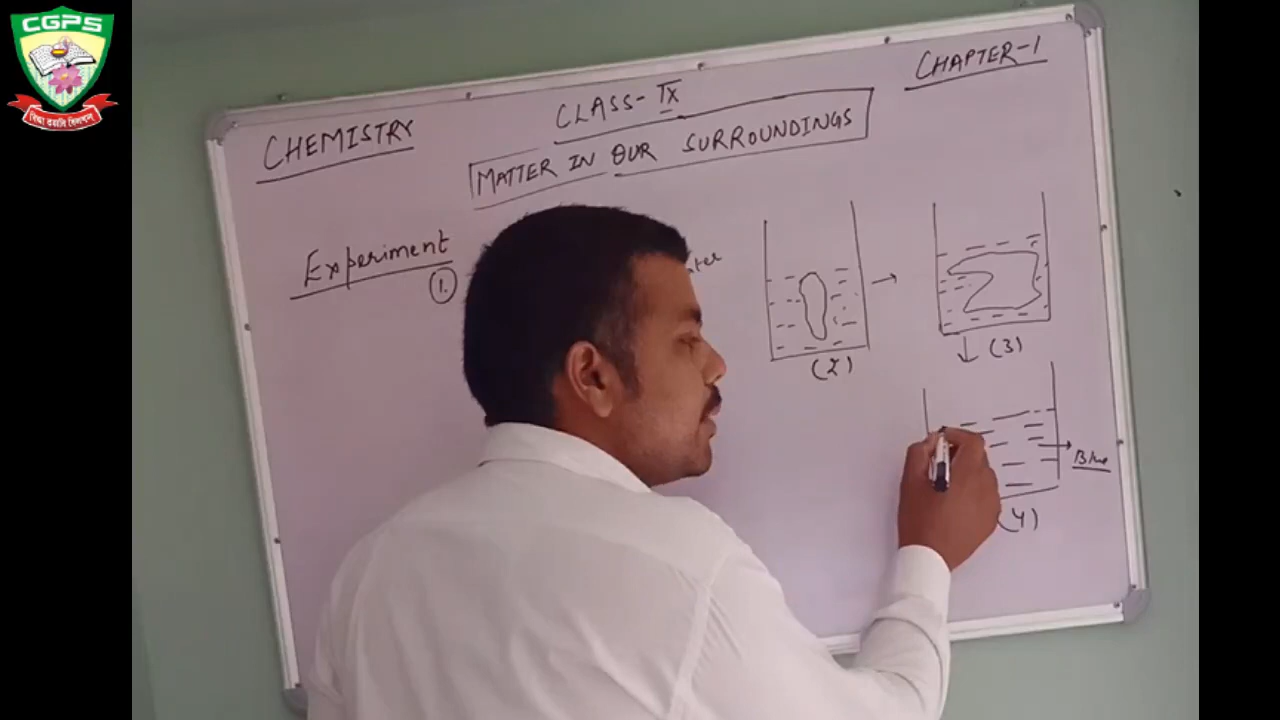 CGPS
CHAPTER-1
CLASS-IX
CHEMISTRY
MATTER IN OUR SURROUNDINGS
Experiment
1.
(2)
(3)
Blue
(4)